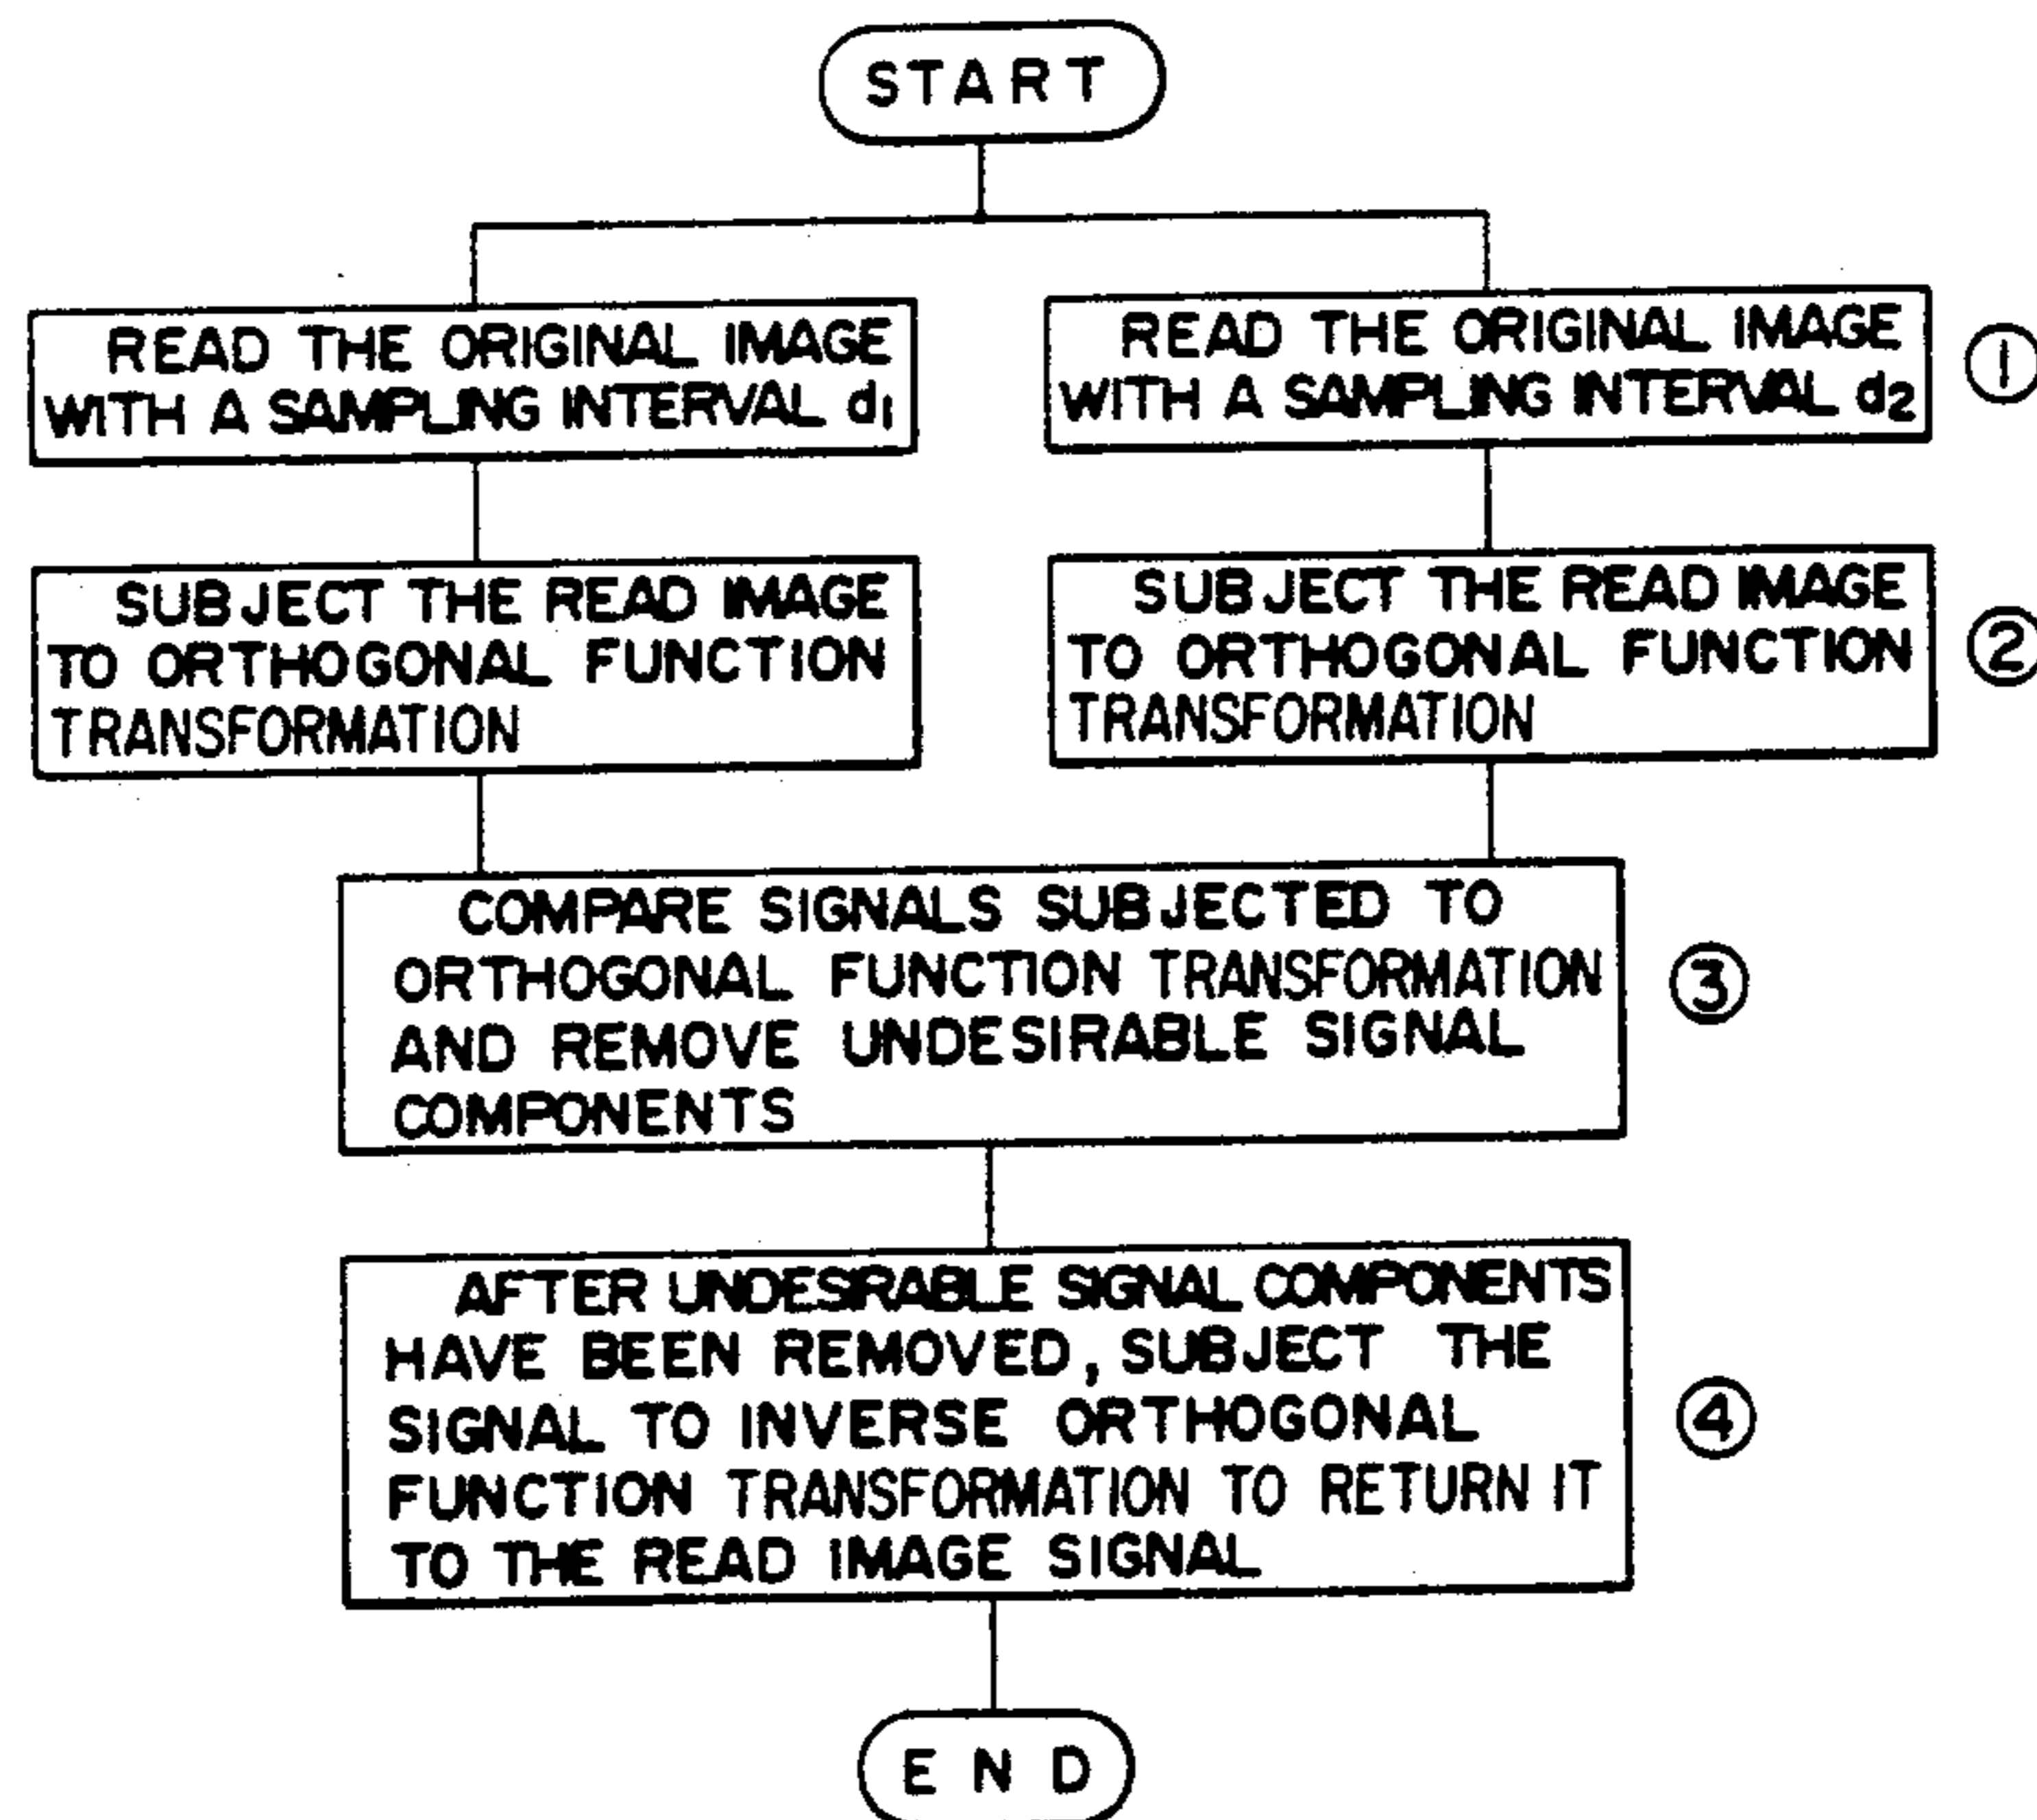 START
READ THE ORIGINAL IMAGE
WITH A SAMPLING INTERVAL d1
READ THE ORIGINAL IMAGE
WITH A SAMPLING INTERVAL d2
①
SUBJECT THE READ IMAGE
TO ORTHOGONAL FUNCTION
TRANSFORMATION
SUBJECT THE READ IMAGE
TO ORTHOGONAL FUNCTION
TRANSFORMATION
②
COMPARE SIGNALS SUBJECTED TO
ORTHOGONAL FUNCTION TRANSFORMATION
AND REMOVE UNDESIRABLE SIGNAL
COMPONENTS
③
AFTER UNDESIRABLE SIGNAL COMPONENTS
HAVE BEEN REMOVED, SUBJECT THE
SIGNAL TO INVERSE ORTHOGONAL
FUNCTION TRANSFORMATION TO RETURN IT
TO THE READ IMAGE SIGNAL
④
END